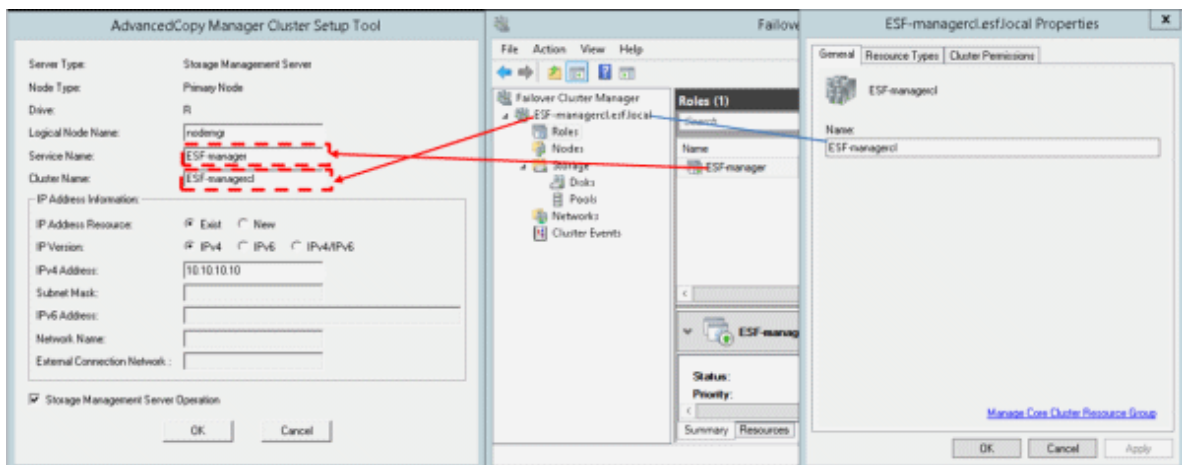 AdvancedCopy Manager Cluster Setup Tool
Server Type: Storage Management Server
Node Type: Primary Node
Drive: R
Logical Node Name: nodemgr
Service Name: ESF-manager
Cluster Name: ESF-managercl
IP Address Information:
IP Address Resource: Exist New
IP Version: IPv4 IPv6 IPv4/IPv6
IPv4 Address: 10.10.10.10
Subnet Mask:
IPv6 Address:
Network Name:
External Connection Network :
Storage Management Server Operation
OK Cancel
Failove
File Action View Help
Failover Cluster Manager
ESF-managercl.esf.local
Roles
Nodes
Storage
Disks
Pools
Networks
Cluster Events
Roles (1)
Search
Name
ESF-manager
ESF-manag
Status:
Priority:
Summary Resources
ESF-managercl.esf.local Properties
x
General Resource Types Cluster Permissions
ESF-managercl
Name:
ESF-managercl
Manage Core Cluster Resource Group
OK Cancel Apply